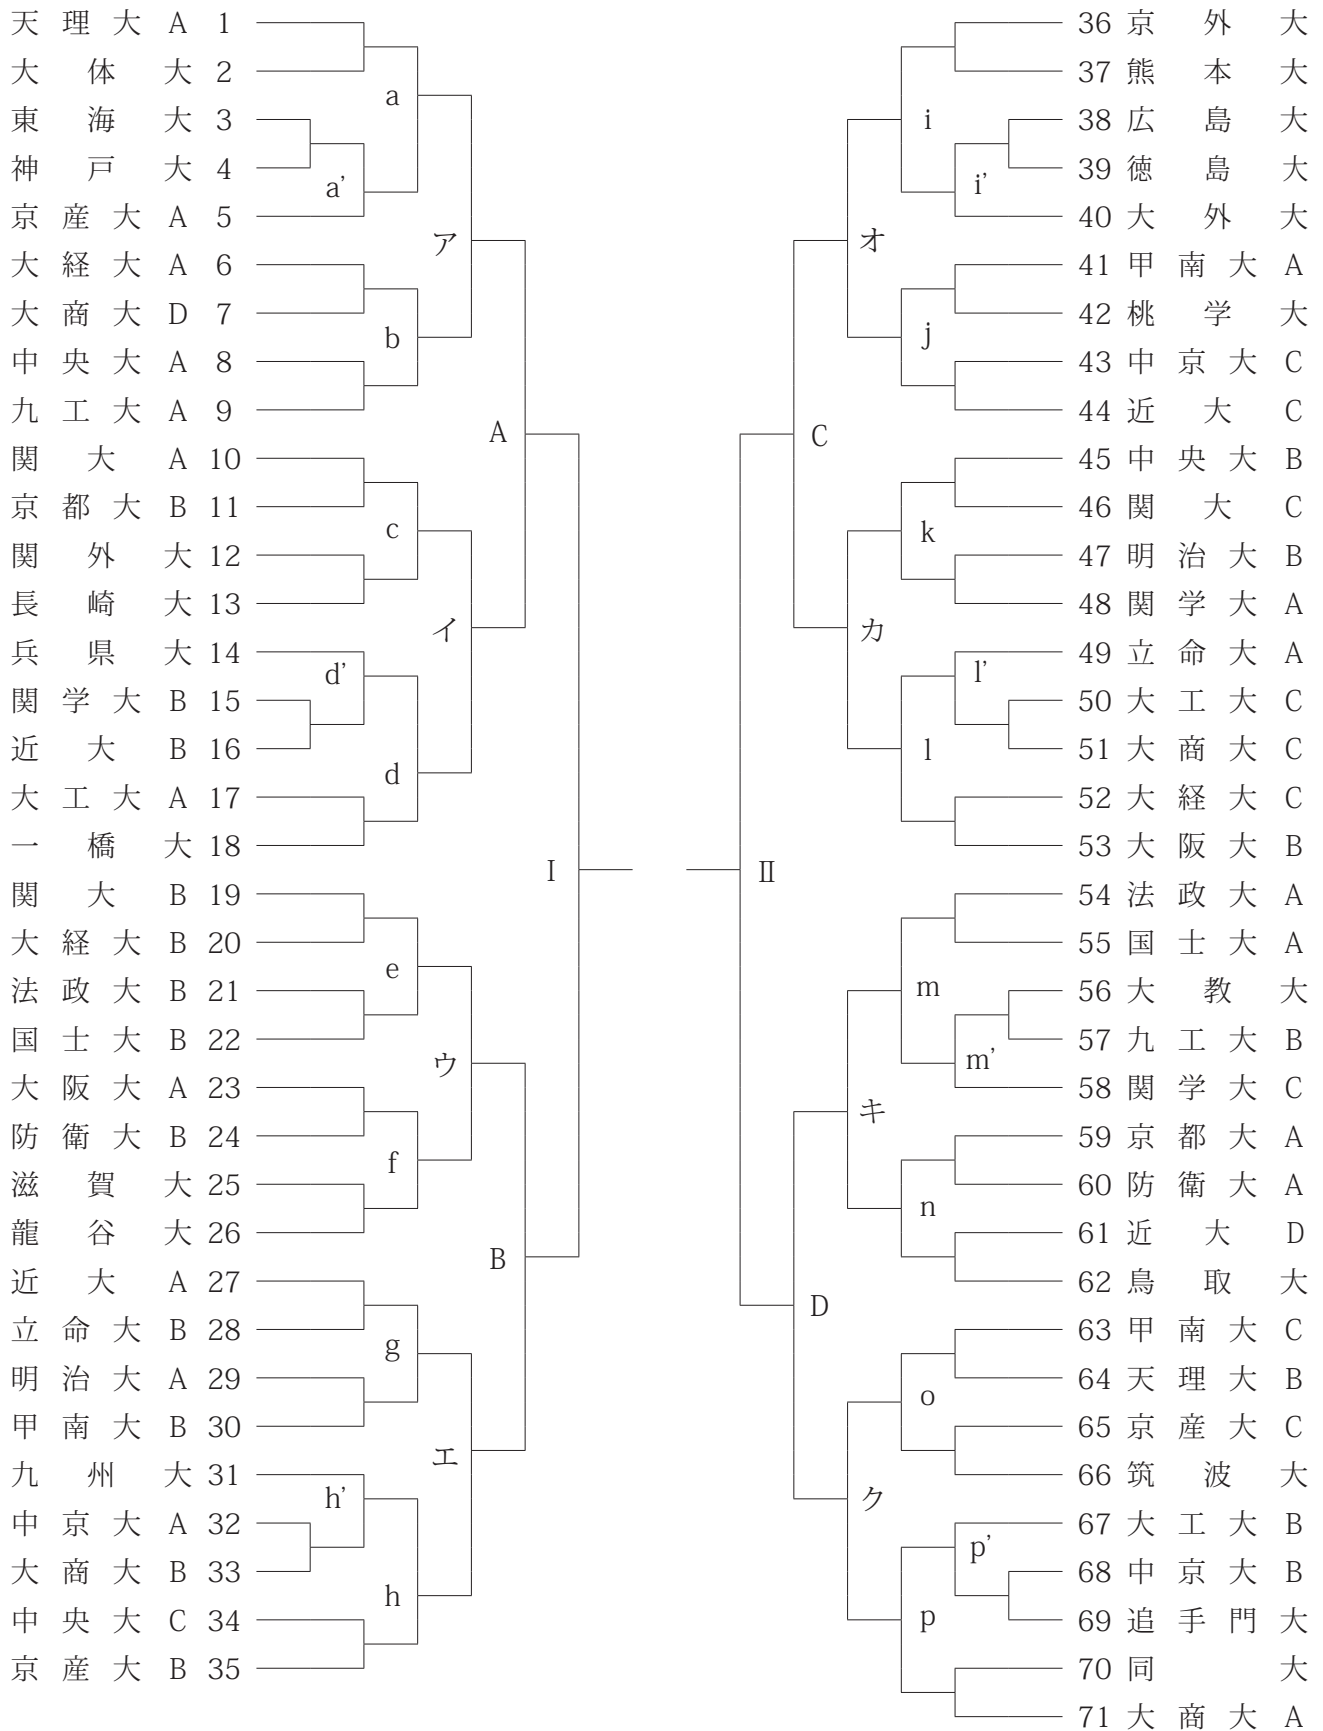 天理大A 1
大体大 2
東海大 3
神戸大 4
京産大A 5
大経大A 6
大商大D 7
中央大A 8
九工大A 9
関大A 10
京都大B 11
関外大 12
長崎大 13
兵県大 14
関学大B 15
近大B 16
大工大A 17
一橋大 18
関大B 19
大経大B 20
法政大B 21
国士大B 22
大阪大A 23
防衛大B 24
滋賀大 25
龍谷大 26
近大A 27
立命大B 28
明治大A 29
甲南大B 30
九州大 31
中京大A 32
大商大B 33
中央大C 34
京産大B 35
a
a'
b
c
d'
d
e
f
g
h'
h
ア
イ
ウ
エ
A
B
I
II
C
D
オ
カ
キ
ク
i
i'
j
k
l'
l
m
m'
n
o
p'
p
36 京外大
37 熊本大
38 広島大
39 徳島大
40 大外大
41 甲南大A
42 桃学大
43 中京大C
44 近大C
45 中央大B
46 関大C
47 明治大B
48 関学大A
49 立命大A
50 大工大C
51 大商大C
52 大経大C
53 大阪大B
54 法政大A
55 国士大A
56 大教大
57 九工大B
58 関学大C
59 京都大A
60 防衛大A
61 近大D
62 鳥取大
63 甲南大C
64 天理大B
65 京産大C
66 筑波大
67 大工大B
68 中京大B
69 追手門大
70 同大
71 大商大A